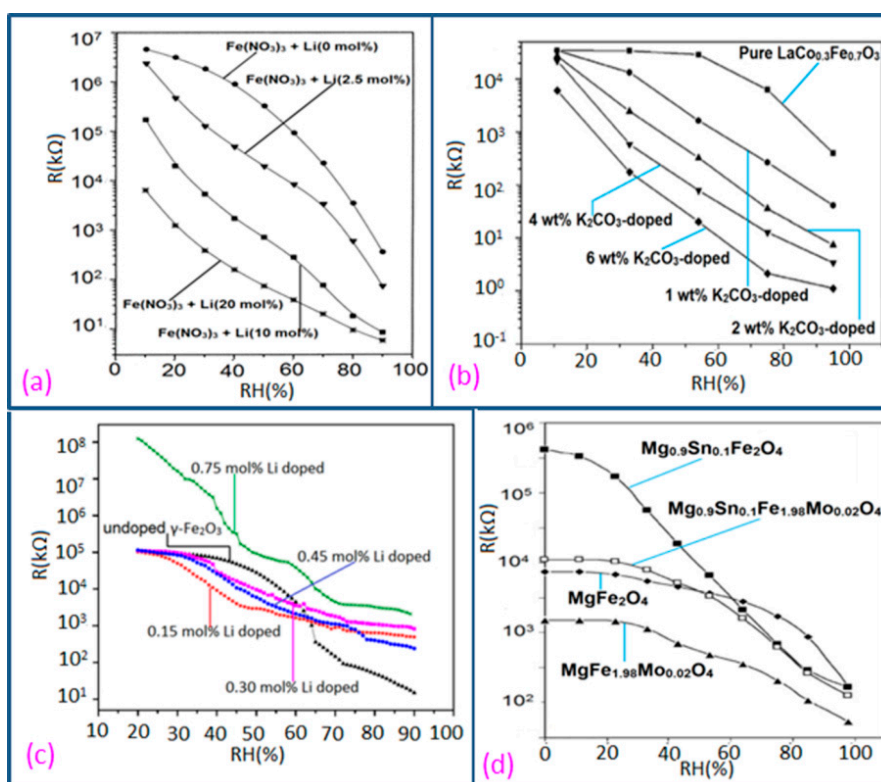 10⁷
10⁶
10⁵
10⁴
10³
10²
10¹
R(kΩ)
Fe(NO₃)₃ + Li(0 mol%)
Fe(NO₃)₃ + Li(2.5 mol%)
Fe(NO₃)₃ + Li(20 mol%)
Fe(NO₃)₃ + Li(10 mol%)
0 20 40 60 80 100
RH(%)
(a)
10⁴
10³
10²
10¹
10⁰
10⁻¹
R(kΩ)
Pure LaCo₀.₃Fe₀.₇O₃
4 wt% K₂CO₃-doped
6 wt% K₂CO₃-doped
1 wt% K₂CO₃-doped
2 wt% K₂CO₃-doped
0 20 40 60 80 100
RH(%)
(b)
10⁸
10⁷
10⁶
10⁵
10⁴
10³
10²
10¹
R(kΩ)
0.75 mol% Li doped
undoped γ-Fe₂O₃
0.45 mol% Li doped
0.15 mol% Li doped
0.30 mol% Li doped
10 20 30 40 50 60 70 80 90
RH(%)
(c)
10⁶
10⁵
10⁴
10³
10²
R(kΩ)
Mg₀.₉Sn₀.₁Fe₂O₄
Mg₀.₉Sn₀.₁Fe₁.₉₈Mo₀.₀₂O₄
MgFe₂O₄
MgFe₁.₉₈Mo₀.₀₂O₄
0 20 40 60 80 100
RH(%)
(d)